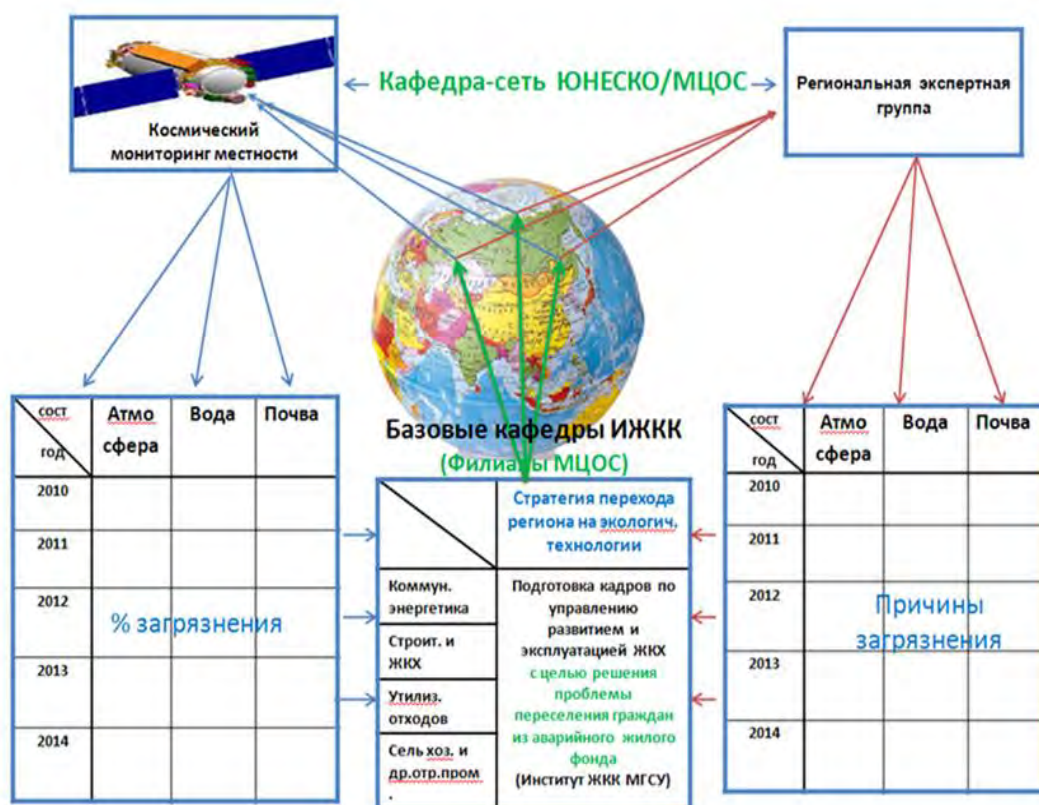 Кафедра-сеть ЮНЕСКО/МЦОС
Космический
мониторинг местности
Региональная экспертная
группа
Базовые кафедры ИЖКК
(Филиалы МЦОС)
сост
год
Атмо
сфера
Вода
Почва
2010
2011
2012
2013
2014
% загрязнения
Стратегия перехода
региона на экологич.
технологии
Коммун.
энергетика
Строит. и
ЖКХ
Утилиз.
отходов
Сель хоз. и
др.отр.пром
.
Подготовка кадров по
управлению
развитием и
эксплуатацией ЖКХ
с целью решения
проблемы
переселения граждан
из аварийного жилого
фонда
(Институт ЖКК МГСУ)
сост
год
Атмо
сфера
Вода
Почва
2010
2011
2012
2013
2014
Причины
загрязнения